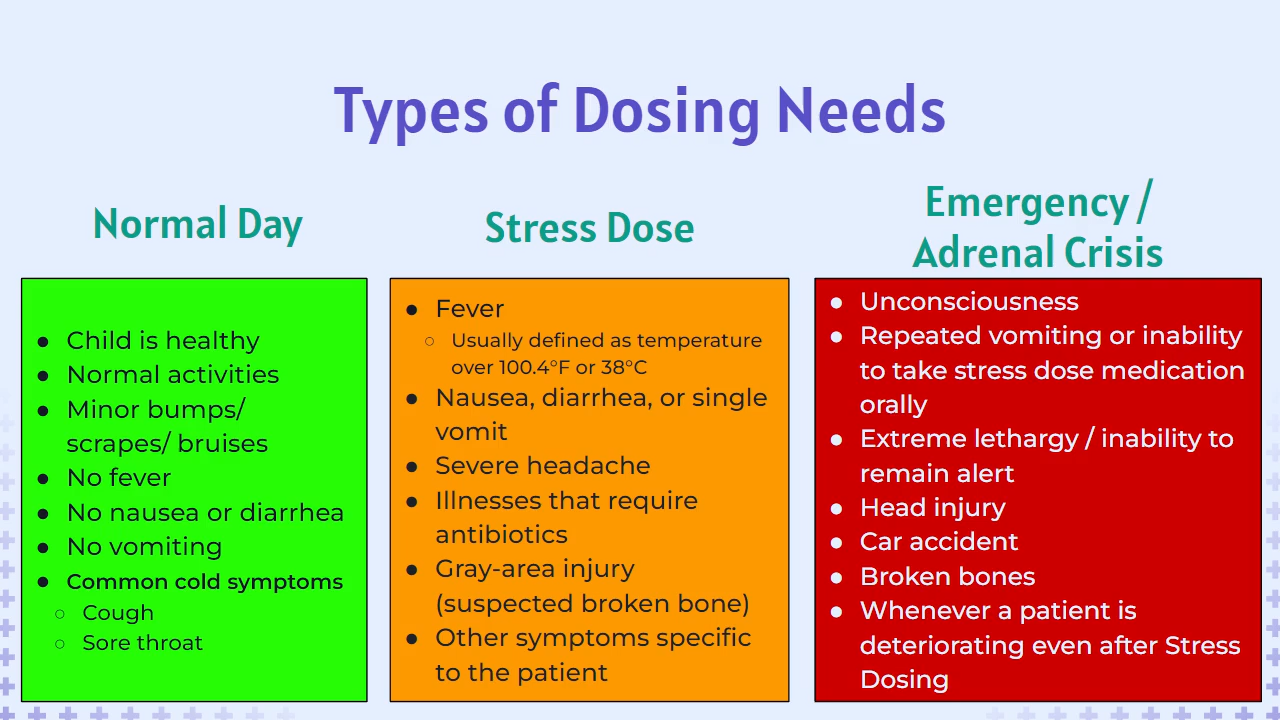 Types of Dosing Needs
Normal Day
● Child is healthy
● Normal activities
● Minor bumps/
scrapes/ bruises
● No fever
● No nausea or diarrhea
● No vomiting
● Common cold symptoms
○ Cough
○ Sore throat
Stress Dose
● Fever
○ Usually defined as temperature
over 100.4°F or 38°C
● Nausea, diarrhea, or single
vomit
● Severe headache
● Illnesses that require
antibiotics
● Gray-area injury
(suspected broken bone)
● Other symptoms specific
to the patient
Emergency /
Adrenal Crisis
● Unconsciousness
● Repeated vomiting or inability
to take stress dose medication
orally
● Extreme lethargy / inability to
remain alert
● Head injury
● Car accident
● Broken bones
● Whenever a patient is
deteriorating even after Stress
Dosing